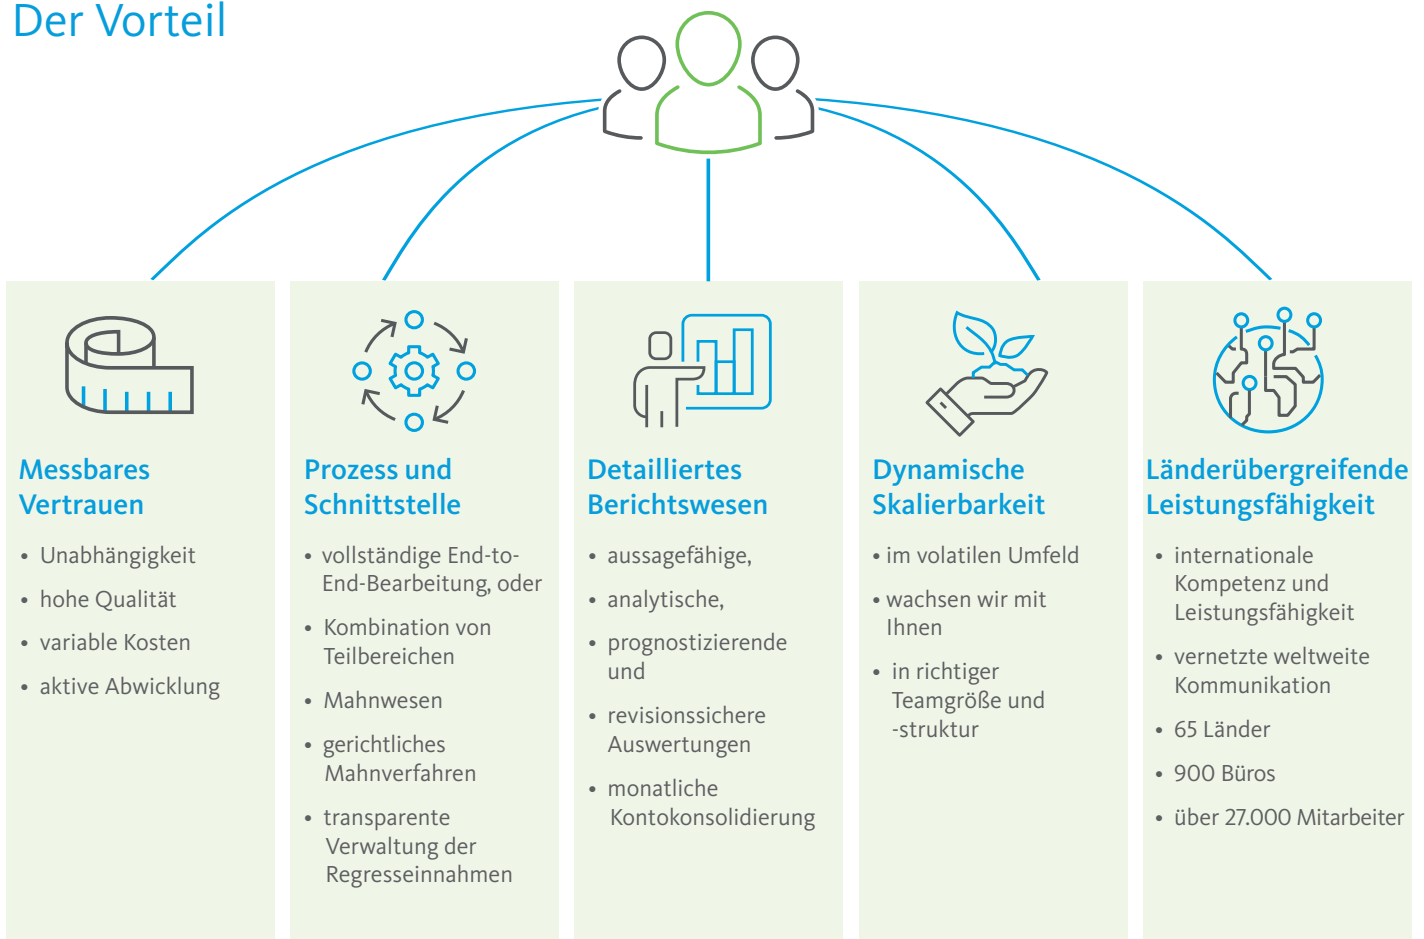 Der Vorteil
Messbares
Vertrauen
• Unabhängigkeit
• hohe Qualität
• variable Kosten
• aktive Abwicklung
Prozess und
Schnittstelle
• vollständige End-to-
End-Bearbeitung, oder
• Kombination von
Teilbereichen
• Mahnwesen
• gerichtliches
Mahnverfahren
• transparente
Verwaltung der
Regresseinnahmen
Detailliertes
Berichtswesen
• aussagefähige,
• analytische,
• prognostizierende
und
• revisionssichere
Auswertungen
• monatliche
Kontokonsolidierung
Dynamische
Skalierbarkeit
• im volatilen Umfeld
• wachsen wir mit
Ihnen
• in richtiger
Teamgröße und
-struktur
Länderübergreifende
Leistungsfähigkeit
• internationale
Kompetenz und
Leistungsfähigkeit
• vernetzte weltweite
Kommunikation
• 65 Länder
• 900 Büros
• über 27.000 Mitarbeiter